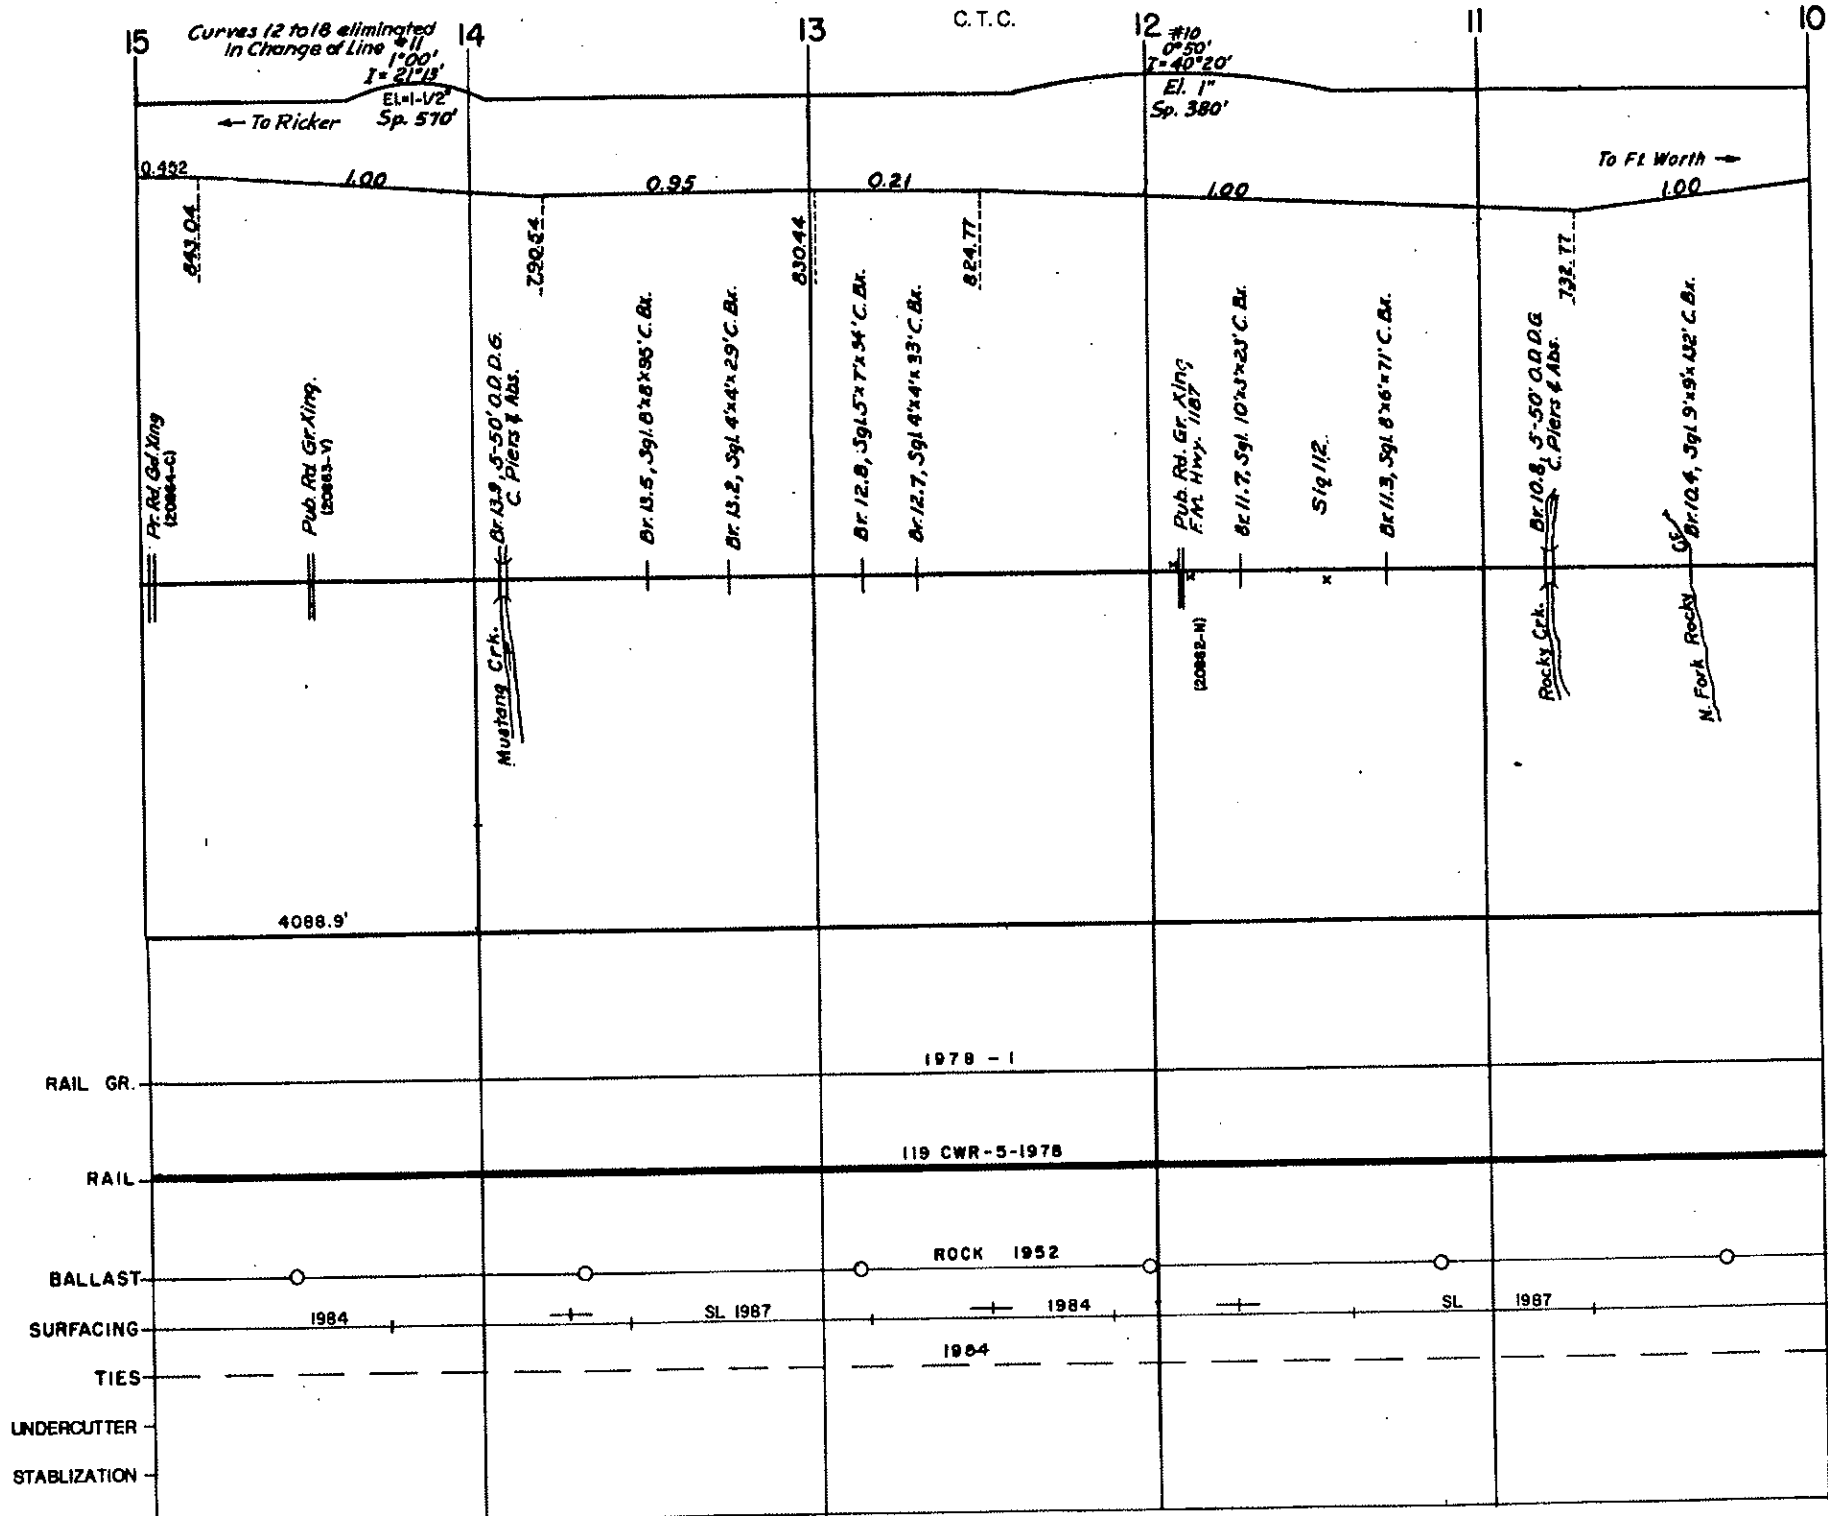 15
Curves 12 to 18 eliminated
In Change of Line
#11
1°00'
I = 21°13'
El.=1-1/2"
Sp. 570'
14
13
C.T.C.
12
#10
0°50'
I = 40°20'
El. 1"
Sp. 380'
11
10
← To Ricker
To Ft. Worth →
0.452
1.00
0.95
0.21
1.00
1.00
843.04
790.54
830.44
824.77
732.77
Pr. Rd. Gd. Xing
(20864-C)
Pub. Rd. Gr. Xing.
(20863-V)
Br. 13.9, 5-50' O.D.D.G.
C. Piers & Abs.
Mustang Crk.
Br. 13.5, Sgl. 8'x8'x95' C. Bx.
Br. 13.2, Sgl. 4'x4'x29' C. Bx.
Br. 12.8, Sgl. 5'x7'x34' C. Bx.
Br. 12.7, Sgl. 4'x4'x33' C. Bx.
Pub. Rd. Gr. Xing
F.M. Hwy. 1187
(20862-N)
Br. 11.7, Sgl. 10'x3'x23' C. Bx.
Sig 112
Br. 11.3, Sgl. 8'x6'x71' C. Bx.
Br. 10.8, 5-50' O.D.D.G.
C. Piers & Abs.
Rocky Crk.
Br. 10.4, Sgl. 9'x9'x132' C. Bx.
N. Fork Rocky
4088.9'
RAIL GR.
1978 - 1
RAIL
119 CWR-5-1978
BALLAST
ROCK 1952
SURFACING
1984
SL 1987
1984
SL 1987
TIES
1984
UNDERCUTTER
STABLIZATION